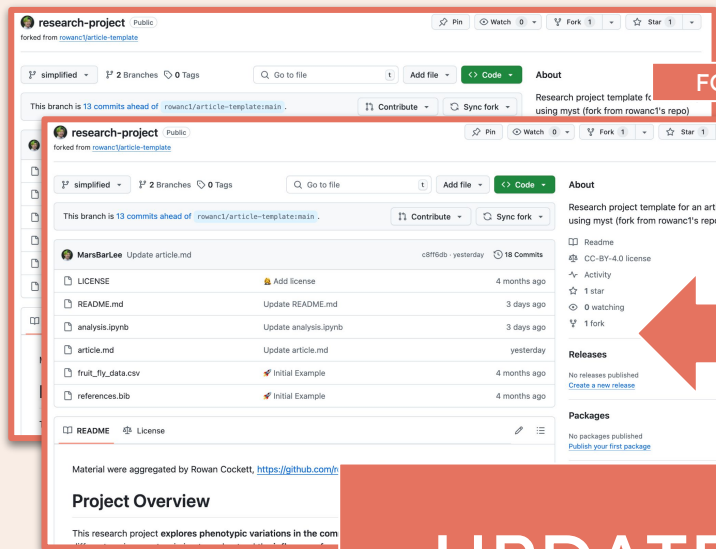 research-project Public
Pin Watch 0 Fork 1 Star 1
forked from rowanc1/article-template
simplified 2 Branches 0 Tags Go to file t Add file Code
About
This branch is 13 commits ahead of rowanc1/article-template:main .
Contribute Sync fork
Research project template
using myst (fork from rowanc1's repo)
research-project Public
Pin Watch 0 Fork 1 Star 1
forked from rowanc1/article-template
simplified 2 Branches 0 Tags Go to file t Add file Code
This branch is 13 commits ahead of rowanc1/article-template:main .
Contribute Sync fork
MarsBarLee Update article.md c8ff6db · yesterday 18 Commits
LICENSE Add license 4 months ago
README.md Update README.md 3 days ago
analysis.ipynb Update analysis.ipynb 3 days ago
article.md Update article.md yesterday
fruit_fly_data.csv Initial Example 4 months ago
references.bib Initial Example 4 months ago
README License
Material were aggregated by Rowan Cockett, https://github.com/
Project Overview
This research project explores phenotypic variations in the com
About
Research project template for an
using myst (fork from rowanc1's
Readme
CC-BY-4.0 license
Activity
1 star
0 watching
1 fork
Releases
No releases published
Create a new release
Packages
No packages published
Publish your first package